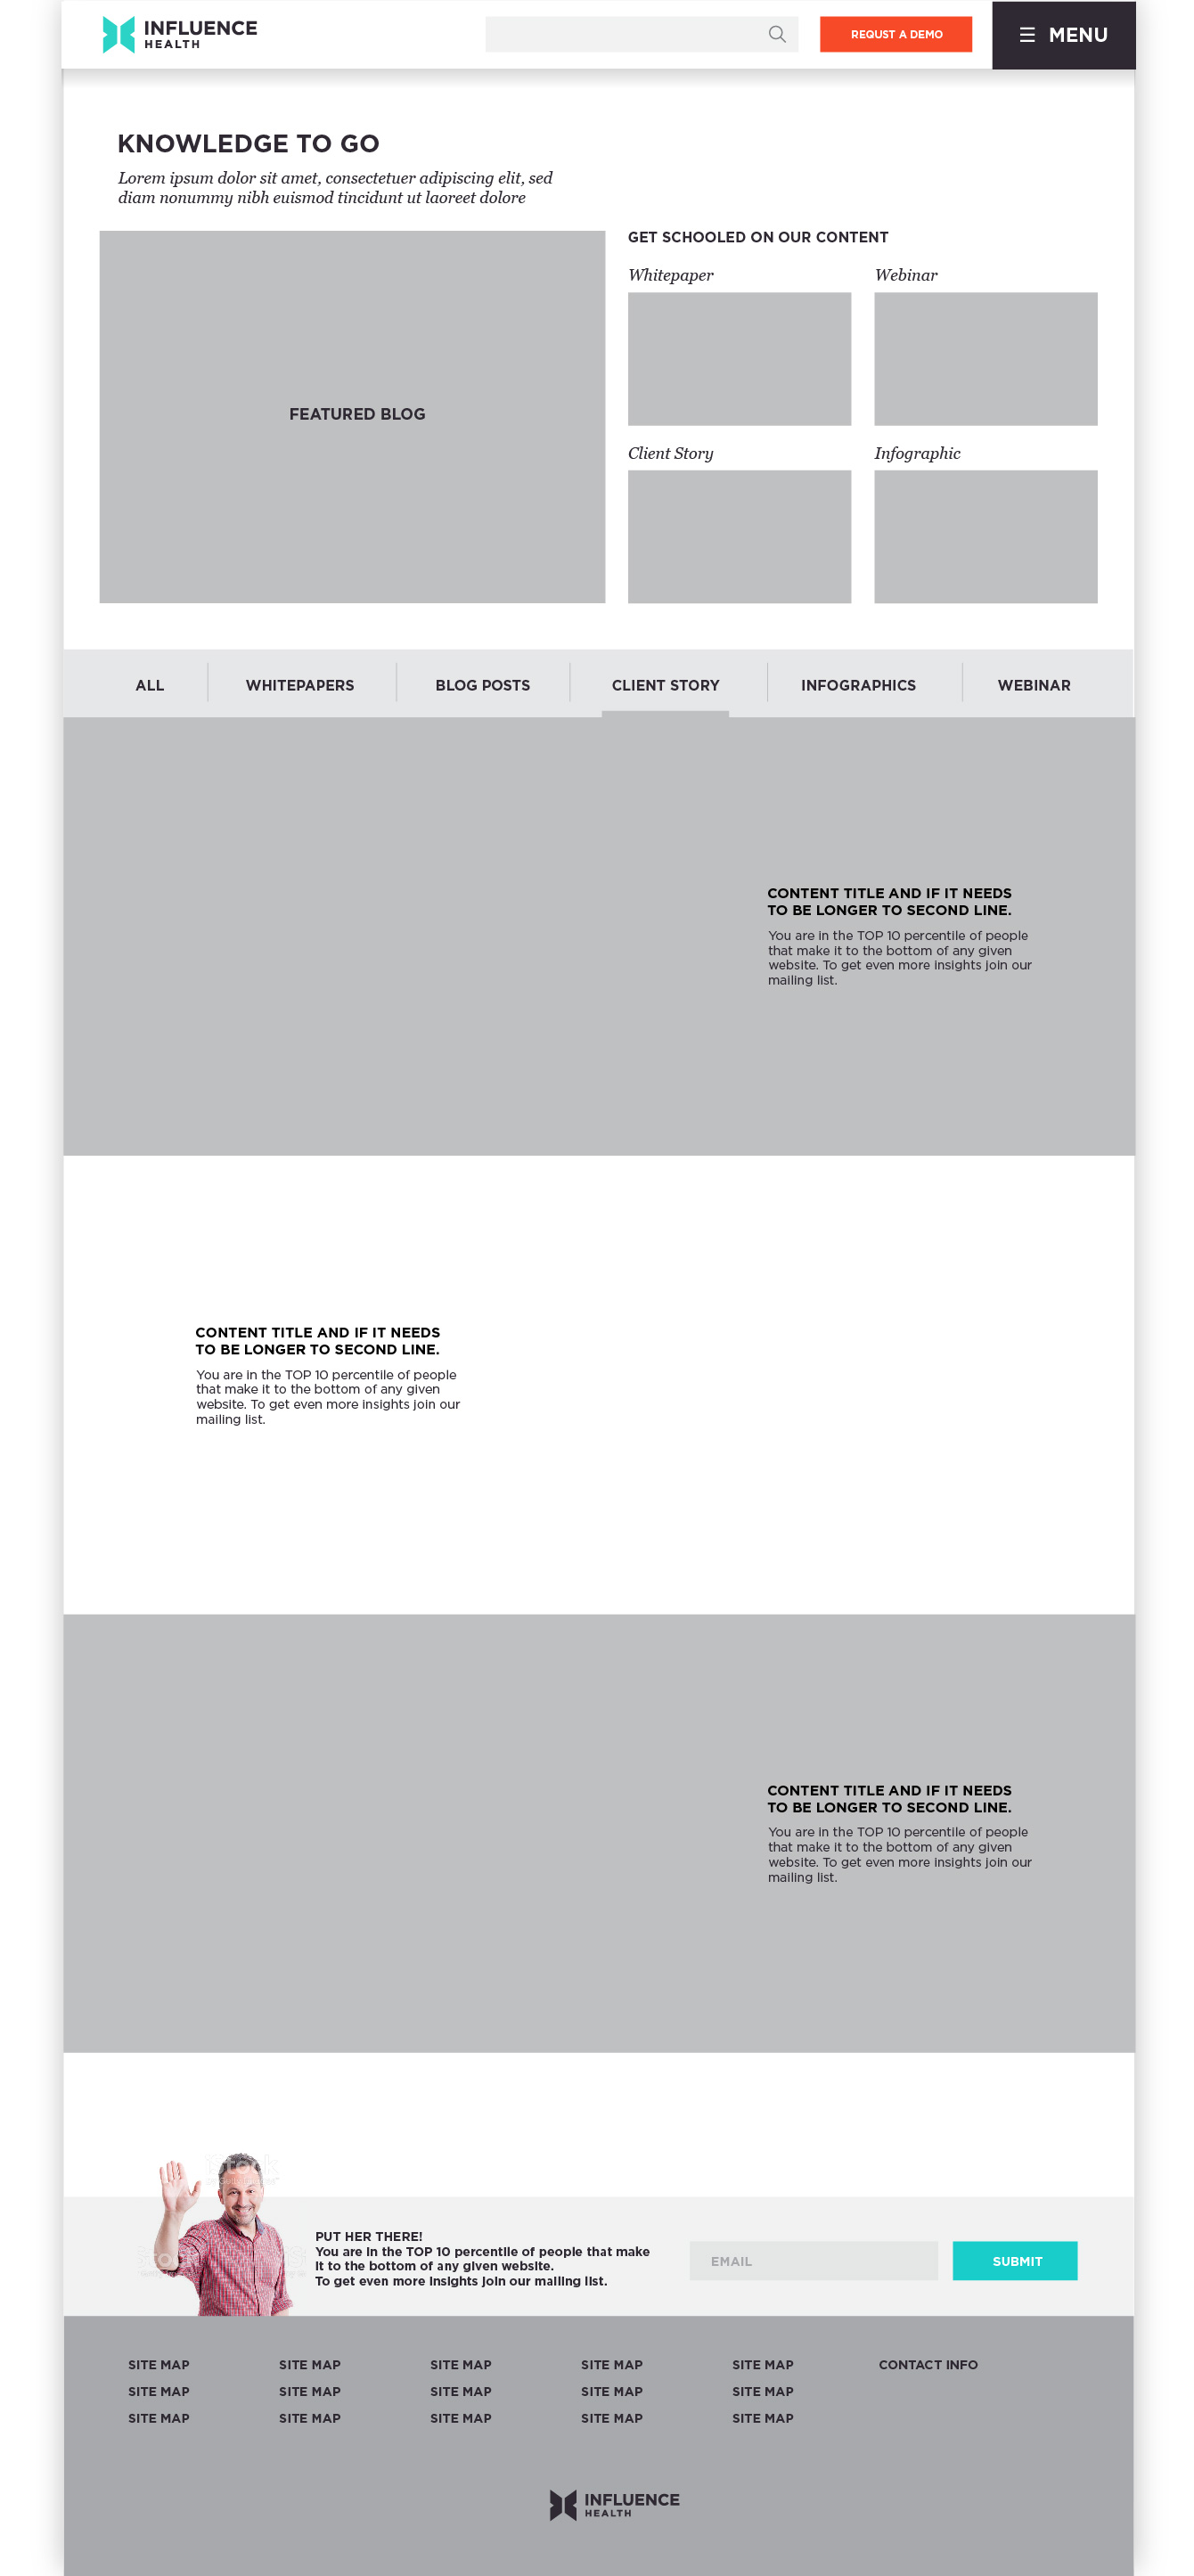 INFLUENCE
HEALTH
REQUST A DEMO
☰ MENU
KNOWLEDGE TO GO
Lorem ipsum dolor sit amet, consectetuer adipiscing elit, sed
diam nonummy nibh euismod tincidunt ut laoreet dolore
FEATURED BLOG
GET SCHOOLED ON OUR CONTENT
Whitepaper
Webinar
Client Story
Infographic
ALL
WHITEPAPERS
BLOG POSTS
CLIENT STORY
INFOGRAPHICS
WEBINAR
CONTENT TITLE AND IF IT NEEDS
TO BE LONGER TO SECOND LINE.
You are in the TOP 10 percentile of people
that make it to the bottom of any given
website. To get even more insights join our
mailing list.
CONTENT TITLE AND IF IT NEEDS
TO BE LONGER TO SECOND LINE.
You are in the TOP 10 percentile of people
that make it to the bottom of any given
website. To get even more insights join our
mailing list.
CONTENT TITLE AND IF IT NEEDS
TO BE LONGER TO SECOND LINE.
You are in the TOP 10 percentile of people
that make it to the bottom of any given
website. To get even more insights join our
mailing list.
PUT HER THERE!
You are in the TOP 10 percentile of people that make
it to the bottom of any given website.
To get even more insights join our mailing list.
EMAIL
SUBMIT
SITE MAP SITE MAP SITE MAP SITE MAP SITE MAP CONTACT INFO
SITE MAP SITE MAP SITE MAP SITE MAP SITE MAP
SITE MAP SITE MAP SITE MAP SITE MAP SITE MAP
INFLUENCE
HEALTH